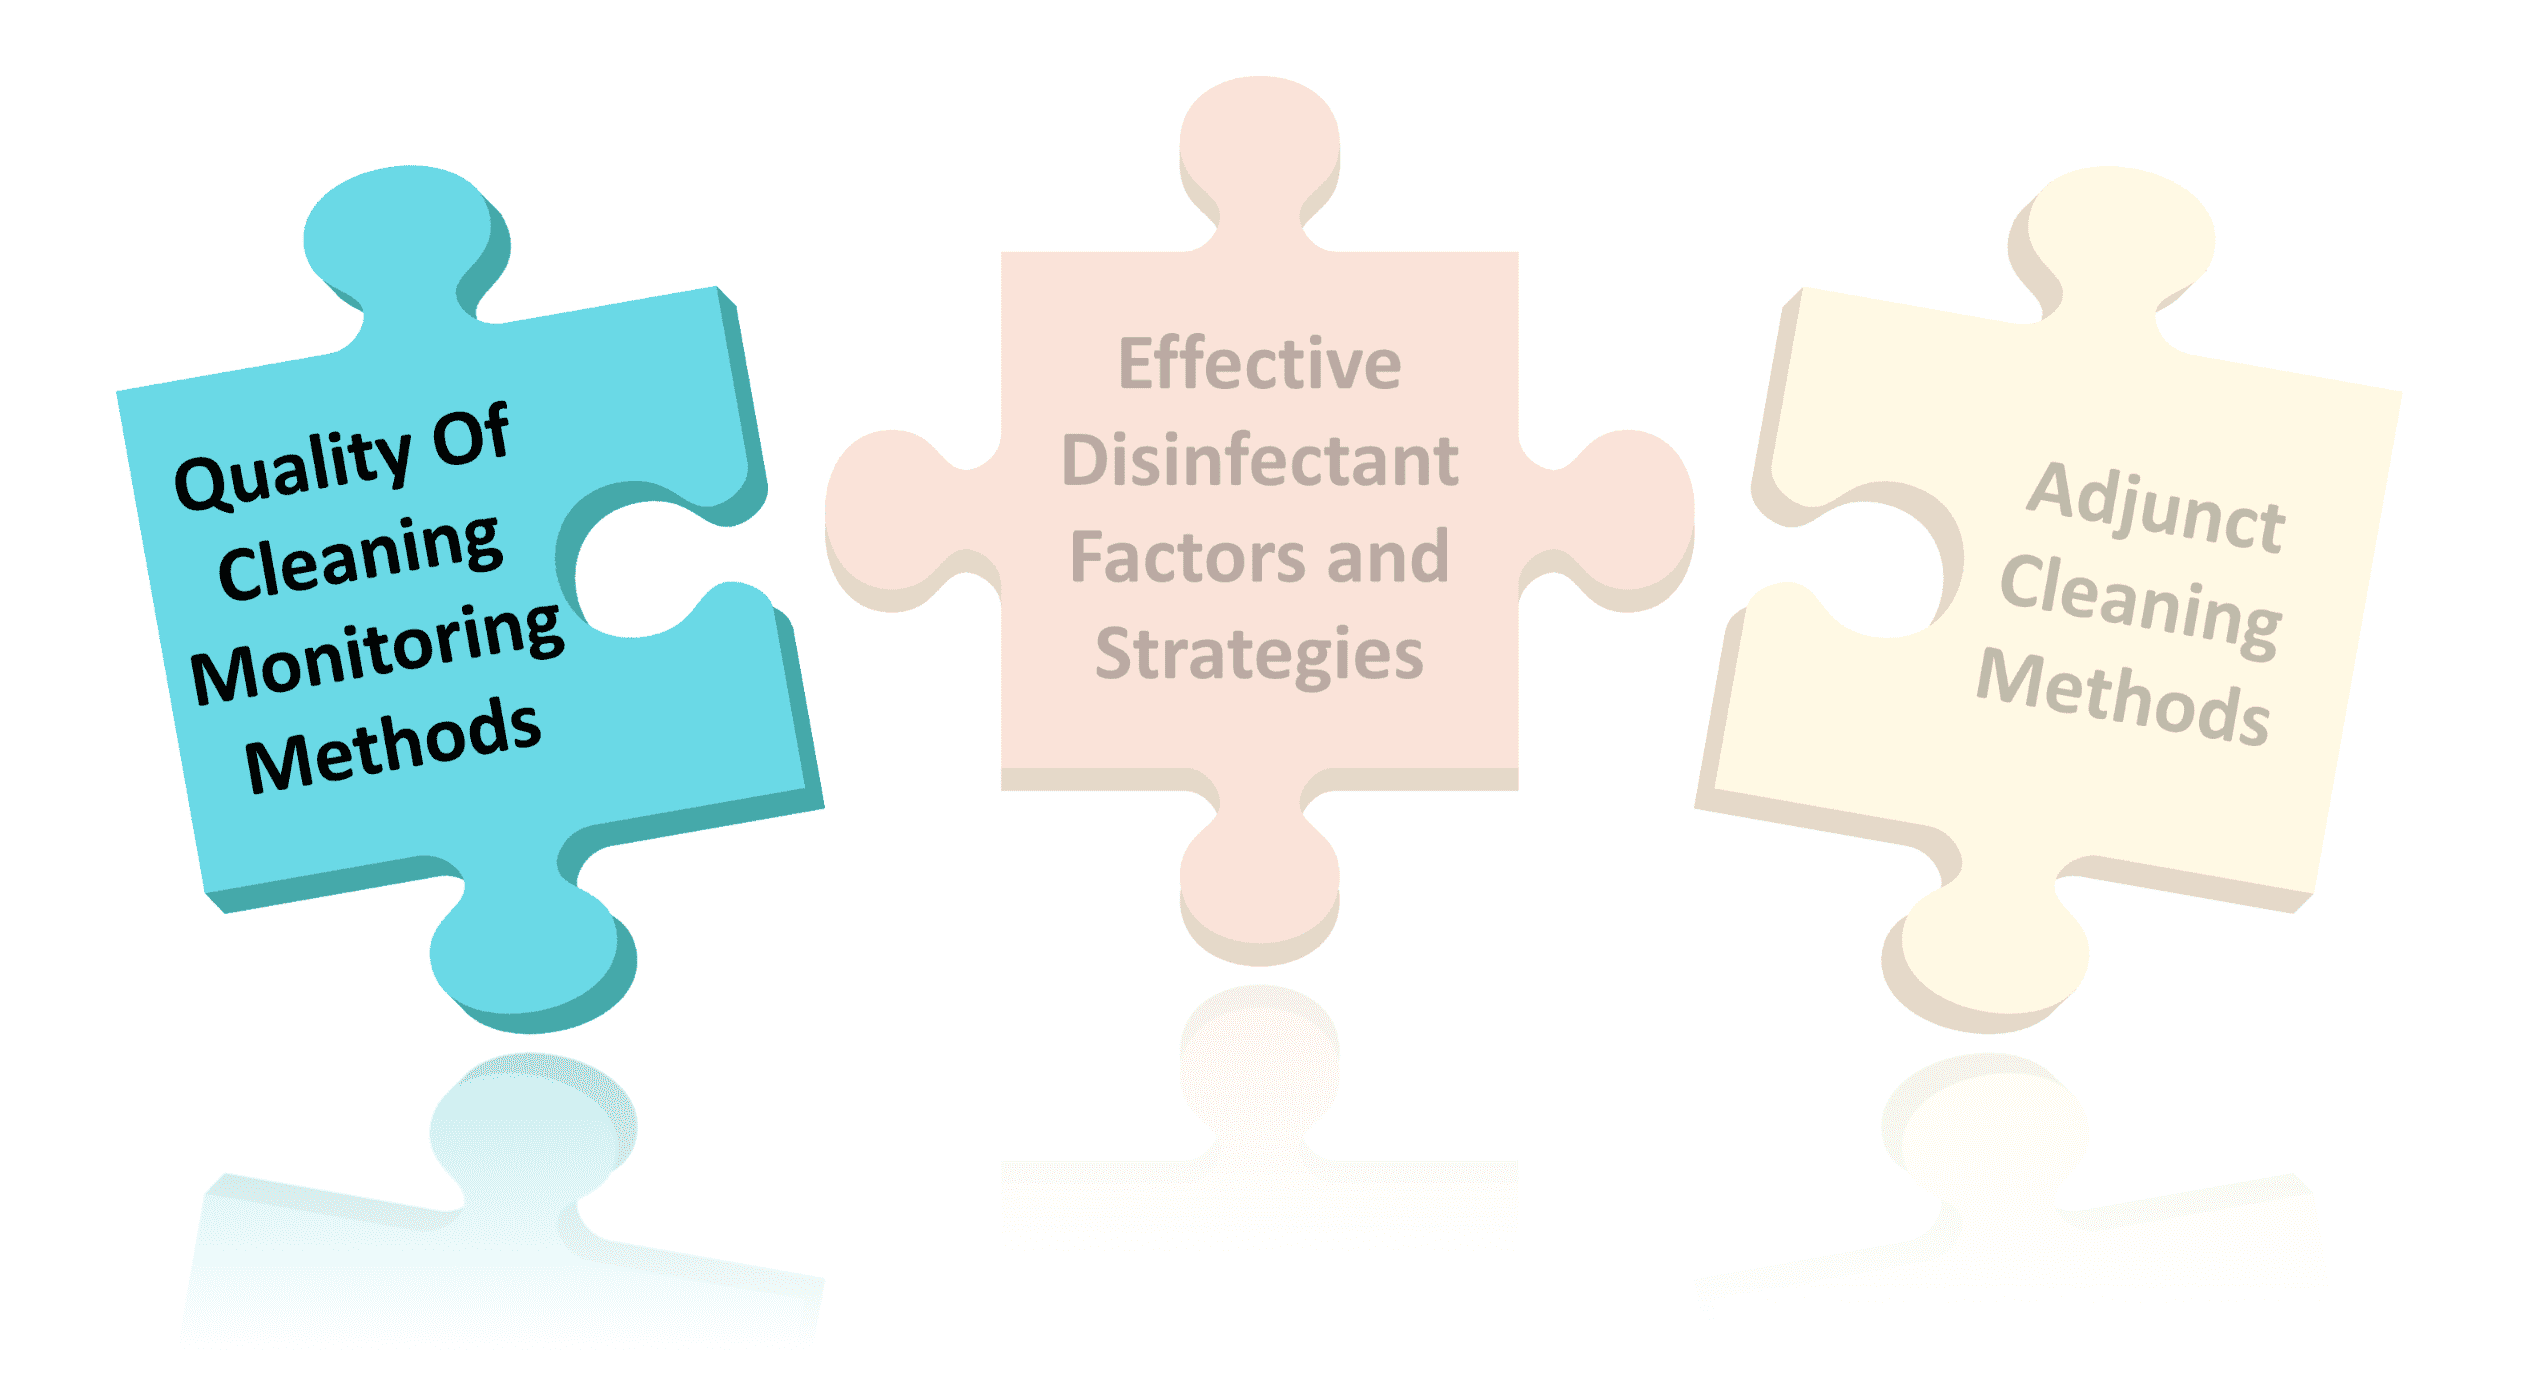 Quality Of
Cleaning
Monitoring
Methods
Effective
Disinfectant
Factors and
Strategies
Adjunct
Cleaning
Methods